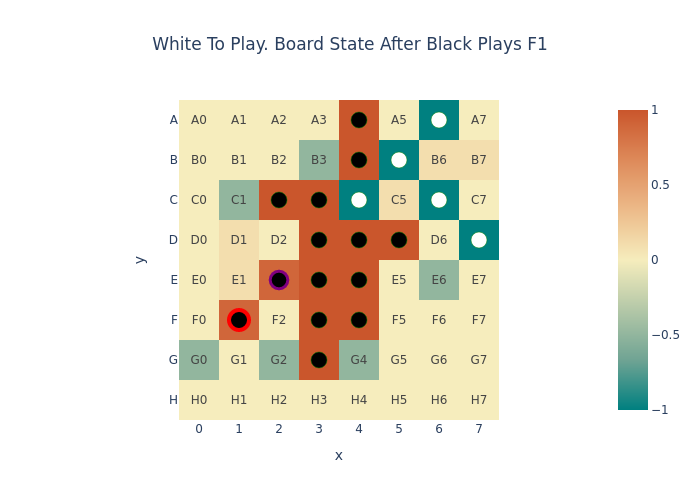 White To Play. Board State After Black Plays F1
A A0 A1 A2 A3 A5 A7
B B0 B1 B2 B3 B6 B7
C C0 C1 C5 C7
D D0 D1 D2 D6
E E0 E1 E5 E6 E7
F F0 F2 F5 F6 F7
G G0 G1 G2 G4 G5 G6 G7
H H0 H1 H2 H3 H4 H5 H6 H7
0 1 2 3 4 5 6 7
x
y
1
0.5
0
−0.5
−1